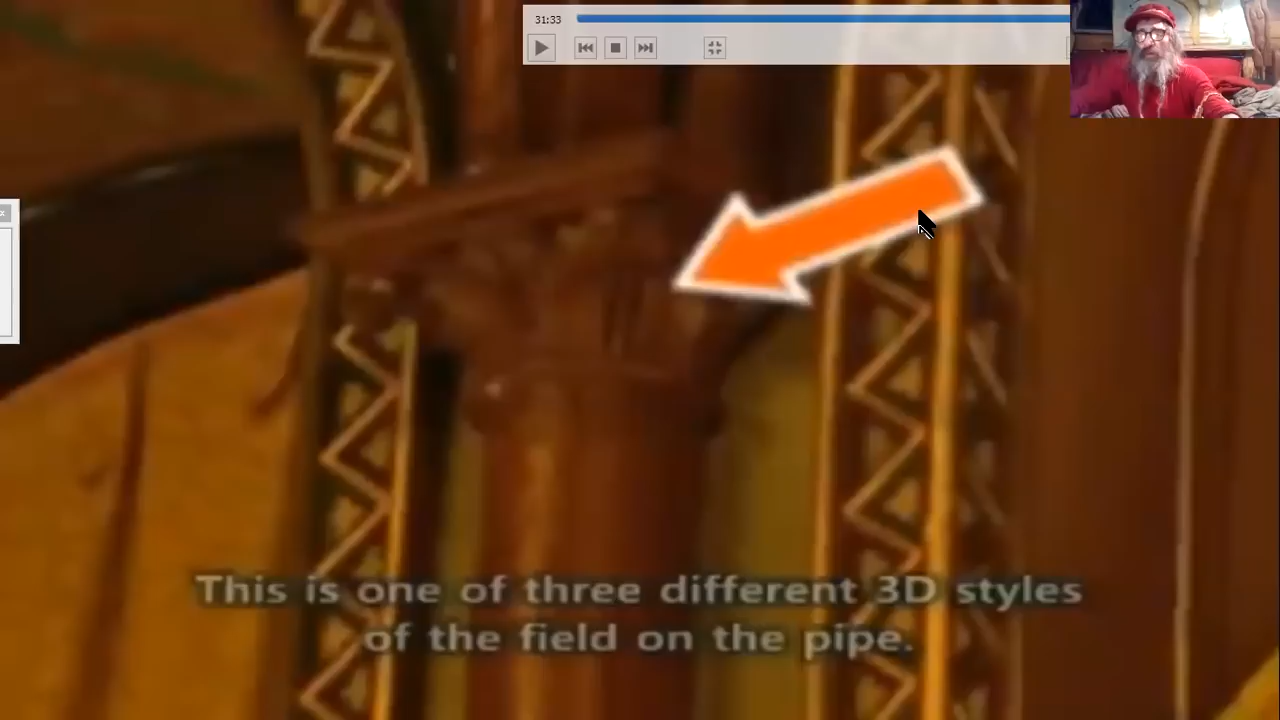 31:33
This is one of three different 3D styles
of the field on the pipe.